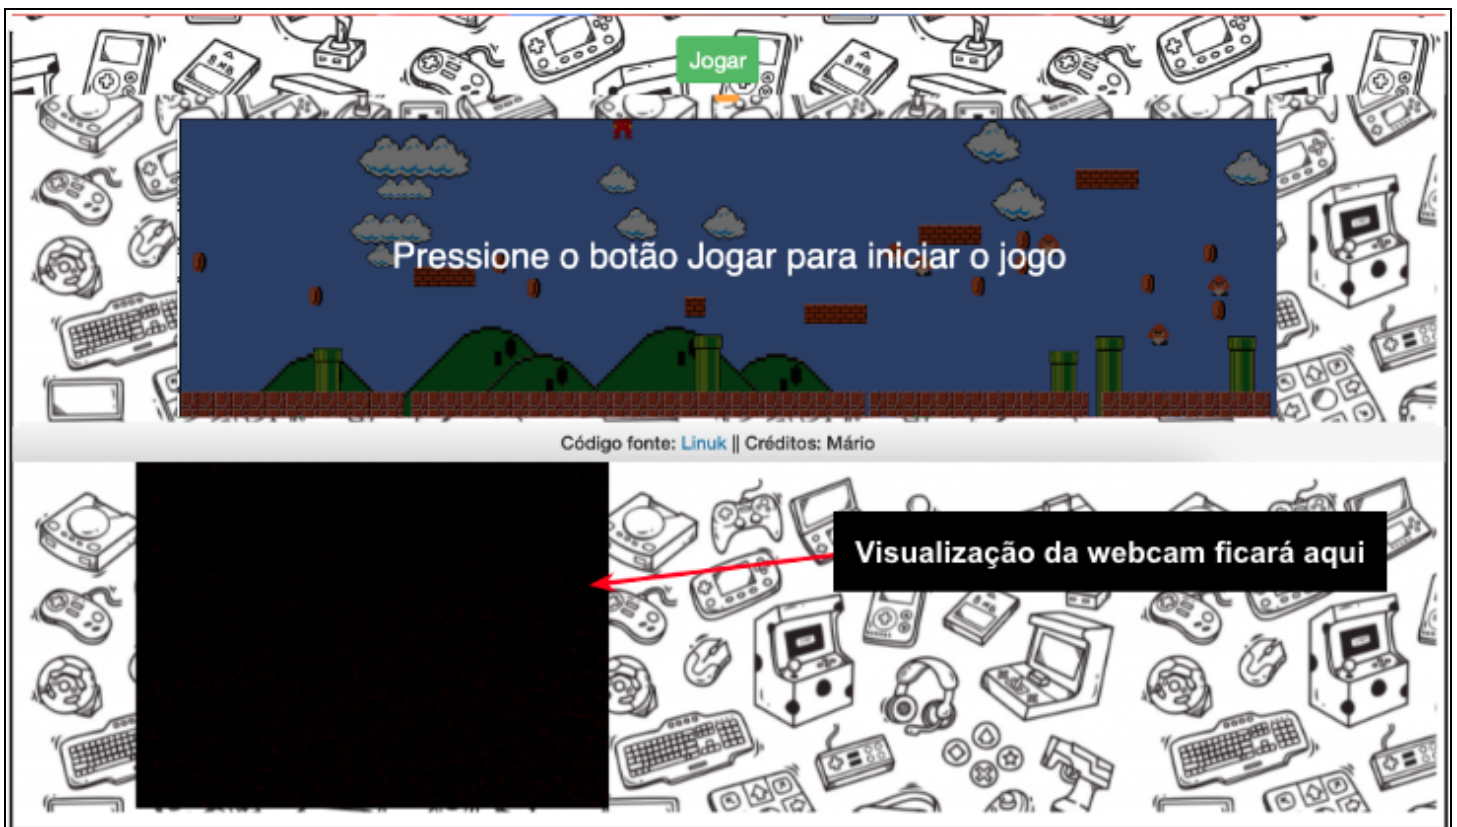 Jogar
Pressione o botão Jogar para iniciar o jogo
Código fonte: Linuk || Créditos: Mário
Visualização da webcam ficará aqui